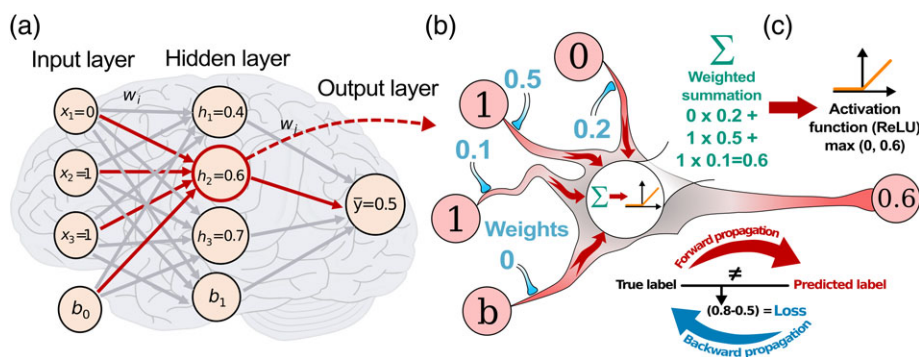 (a)
Input layer
Hidden layer
Output layer
x₁=0
x₂=1
x₃=1
b₀
wᵢ
h₁=0.4
h₂=0.6
h₃=0.7
b₁
wᵢ
ȳ=0.5
(b)
0
1
1
b
0.5
0.2
0.1
Weights
0
Σ
Σ
Weighted
summation
0 x 0.2 +
1 x 0.5 +
1 x 0.1=0.6
(c)
Activation
function (ReLU)
max (0, 0.6)
0.6
Forward propagation
True label
≠
Predicted label
(0.8-0.5) = Loss
Backward propagation